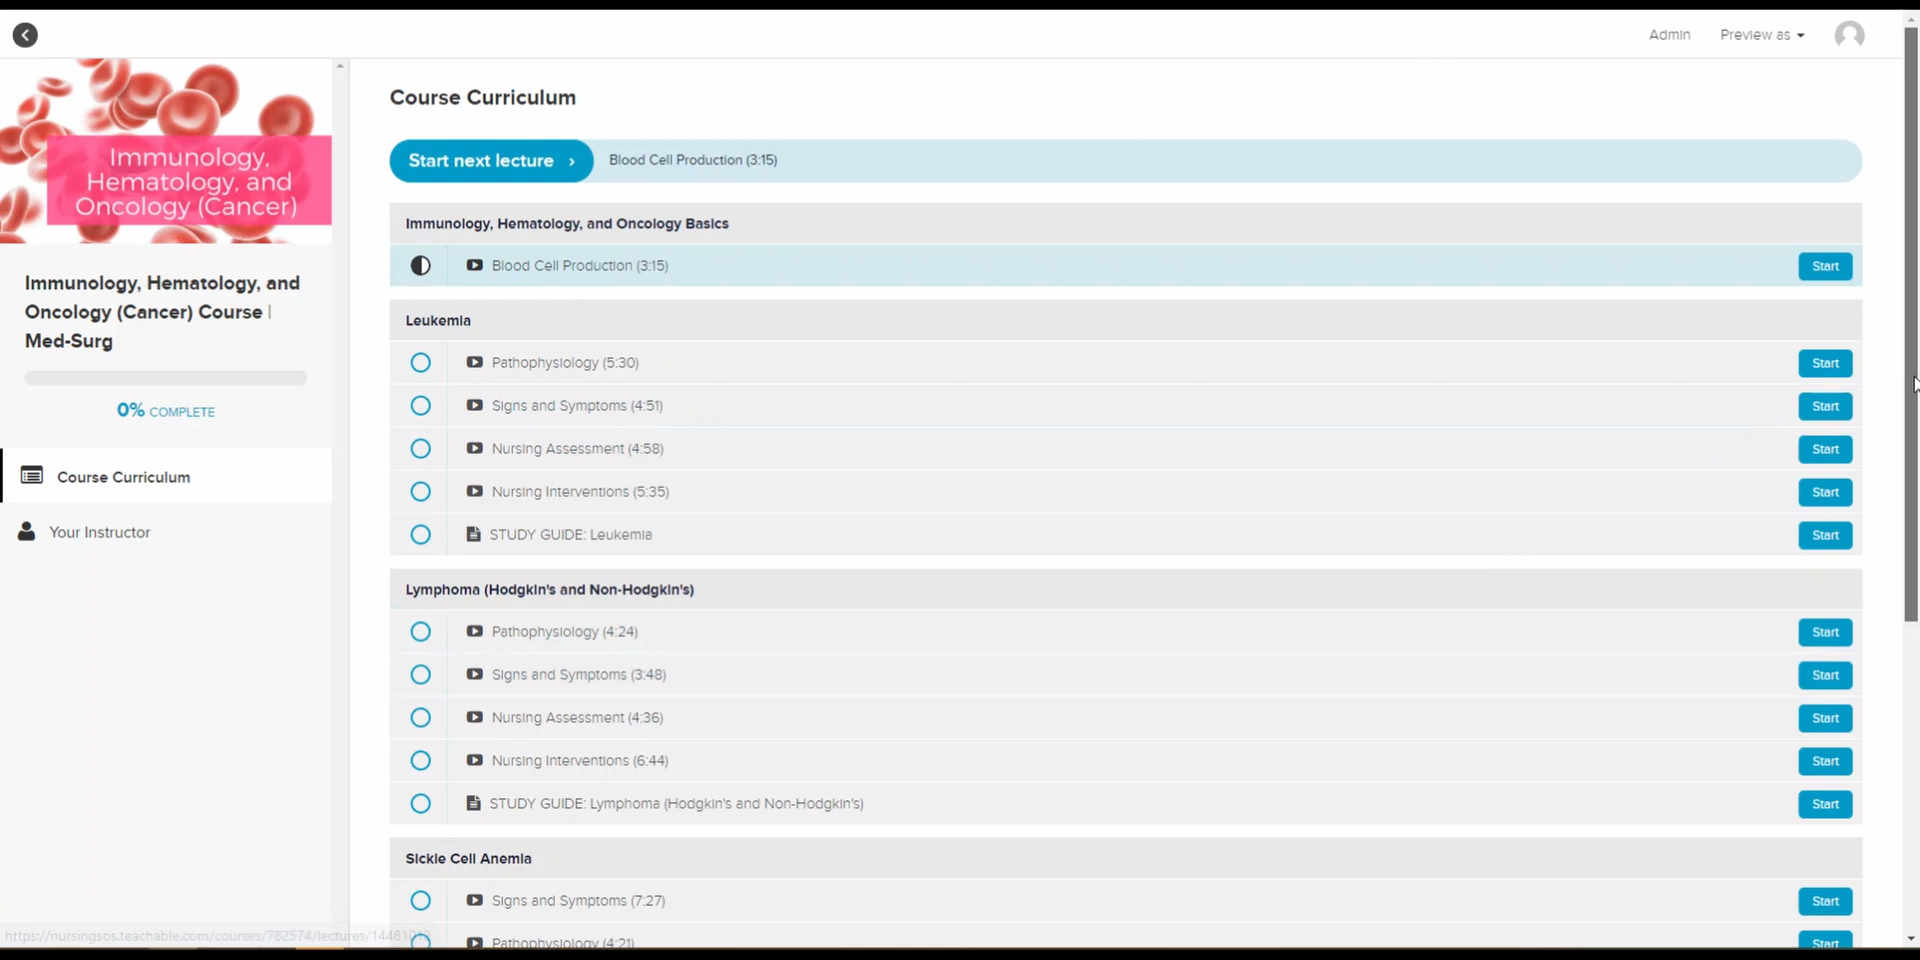 Admin
Preview as
Immunology,
Hematology, and
Oncology (Cancer)
Immunology, Hematology, and
Oncology (Cancer) Course |
Med-Surg
0% COMPLETE
Course Curriculum
Your Instructor
Course Curriculum
Start next lecture › Blood Cell Production (3:15)
Immunology, Hematology, and Oncology Basics
Blood Cell Production (3:15) Start
Leukemia
Pathophysiology (5:30) Start
Signs and Symptoms (4:51) Start
Nursing Assessment (4:58) Start
Nursing Interventions (5:35) Start
STUDY GUIDE: Leukemia Start
Lymphoma (Hodgkin's and Non-Hodgkin's)
Pathophysiology (4:24) Start
Signs and Symptoms (3:48) Start
Nursing Assessment (4:36) Start
Nursing Interventions (6:44) Start
STUDY GUIDE: Lymphoma (Hodgkin's and Non-Hodgkin's) Start
Sickle Cell Anemia
Signs and Symptoms (7:27) Start
Pathophysiology (4:21) Start